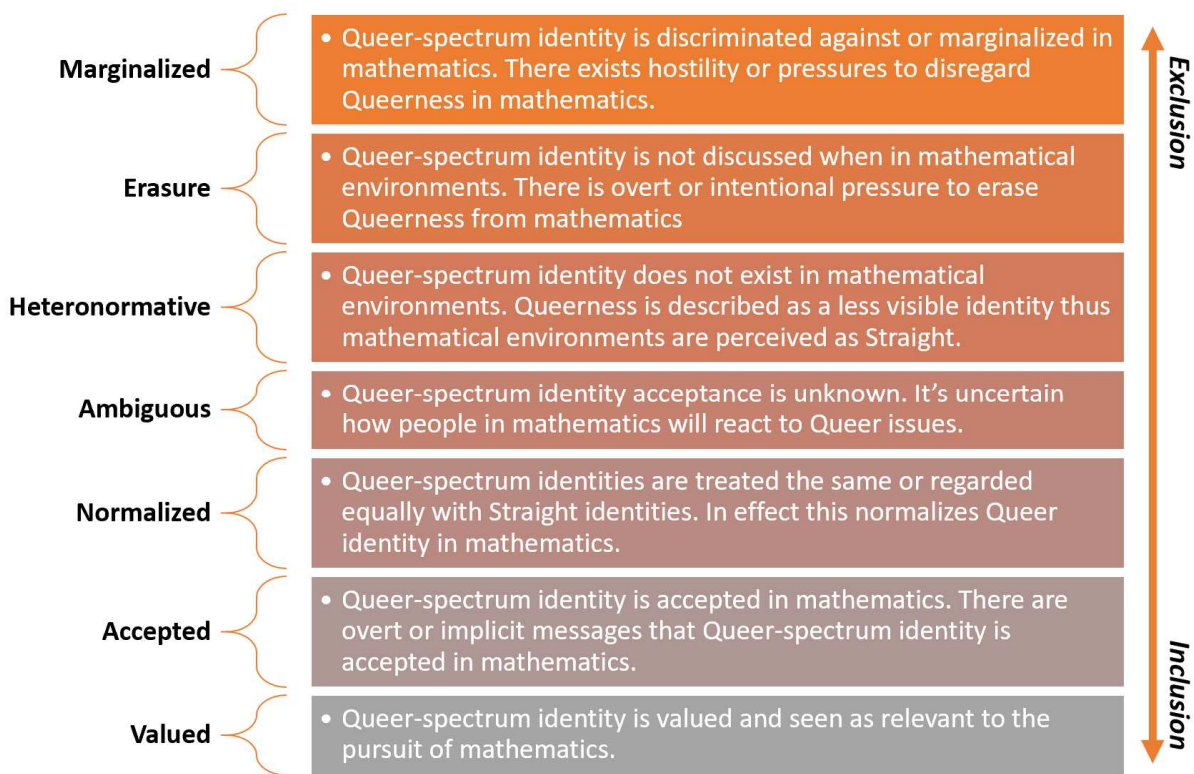 Marginalized
• Queer-spectrum identity is discriminated against or marginalized in
mathematics. There exists hostility or pressures to disregard
Queerness in mathematics.
Erasure
• Queer-spectrum identity is not discussed when in mathematical
environments. There is overt or intentional pressure to erase
Queerness from mathematics
Heteronormative
• Queer-spectrum identity does not exist in mathematical
environments. Queerness is described as a less visible identity thus
mathematical environments are perceived as Straight.
Ambiguous
• Queer-spectrum identity acceptance is unknown. It’s uncertain
how people in mathematics will react to Queer issues.
Normalized
• Queer-spectrum identities are treated the same or regarded
equally with Straight identities. In effect this normalizes Queer
identity in mathematics.
Accepted
• Queer-spectrum identity is accepted in mathematics. There are
overt or implicit messages that Queer-spectrum identity is
accepted in mathematics.
Valued
• Queer-spectrum identity is valued and seen as relevant to the
pursuit of mathematics.
Exclusion
Inclusion